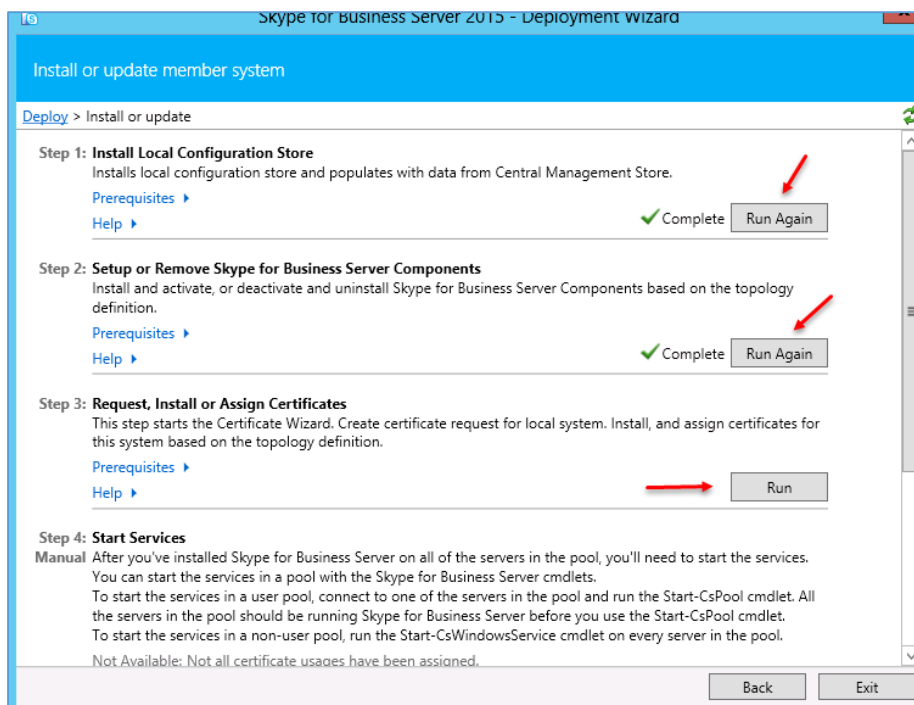 Skype for Business Server 2015 - Deployment Wizard
Install or update member system
Deploy > Install or update
Step 1: Install Local Configuration Store
Installs local configuration store and populates with data from Central Management Store.
Prerequisites
Help
Complete Run Again
Step 2: Setup or Remove Skype for Business Server Components
Install and activate, or deactivate and uninstall Skype for Business Server Components based on the topology
definition.
Prerequisites
Help
Complete Run Again
Step 3: Request, Install or Assign Certificates
This step starts the Certificate Wizard. Create certificate request for local system. Install, and assign certificates for
this system based on the topology definition.
Prerequisites
Help
Run
Step 4: Start Services
Manual After you've installed Skype for Business Server on all of the servers in the pool, you'll need to start the services.
You can start the services in a pool with the Skype for Business Server cmdlets.
To start the services in a user pool, connect to one of the servers in the pool and run the Start-CsPool cmdlet. All
the servers in the pool should be running Skype for Business Server before you use the Start-CsPool cmdlet.
To start the services in a non-user pool, run the Start-CsWindowsService cmdlet on every server in the pool.
Not Available: Not all certificate usages have been assigned.
Back Exit